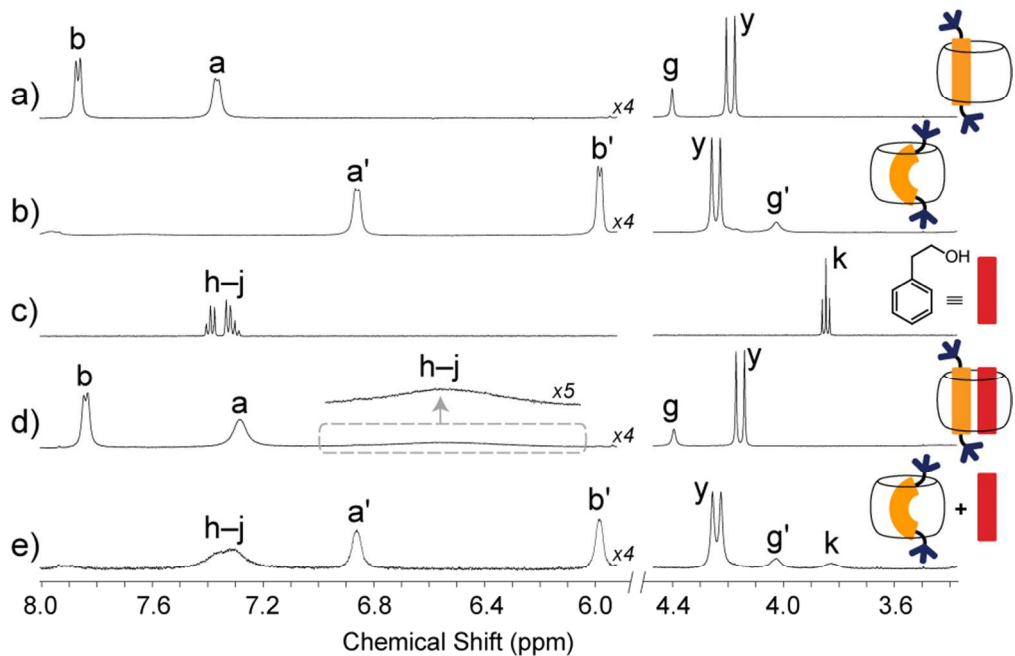 b a g y
a) x4
a' b' y g'
b) x4
h–j k OH
c) ≡
b a h–j x5 g y
d) x4
h–j a' b' y g' k +
e) x4
8.0 7.6 7.2 6.8 6.4 6.0 4.4 4.0 3.6
Chemical Shift (ppm)